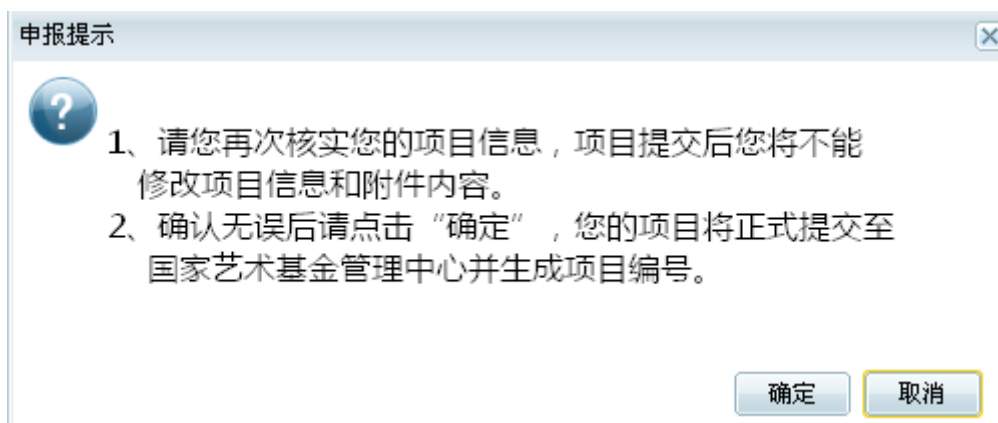 申报提示
1、请您再次核实您的项目信息，项目提交后您将不能
修改项目信息和附件内容。
2、确认无误后请点击“确定”，您的项目将正式提交至
国家艺术基金管理中心并生成项目编号。
确定 取消